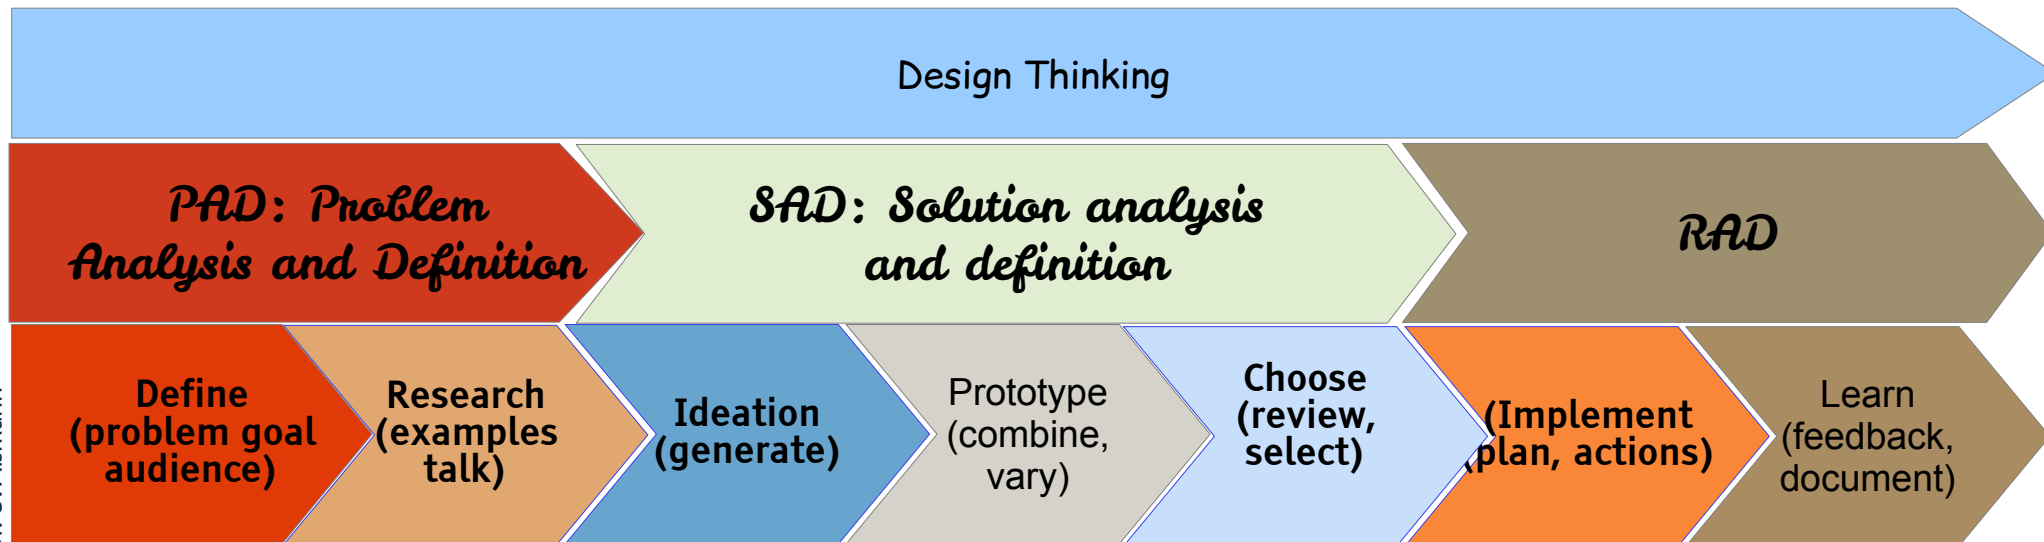 Design Thinking
PAD: Problem
Analysis and Definition
SAD: Solution analysis
and definition
RAD
Define
(problem goal
audience)
Research
(examples
talk)
Ideation
(generate)
Prototype
(combine,
vary)
Choose
(review,
select)
(Implement
(plan, actions)
Learn
(feedback,
document)